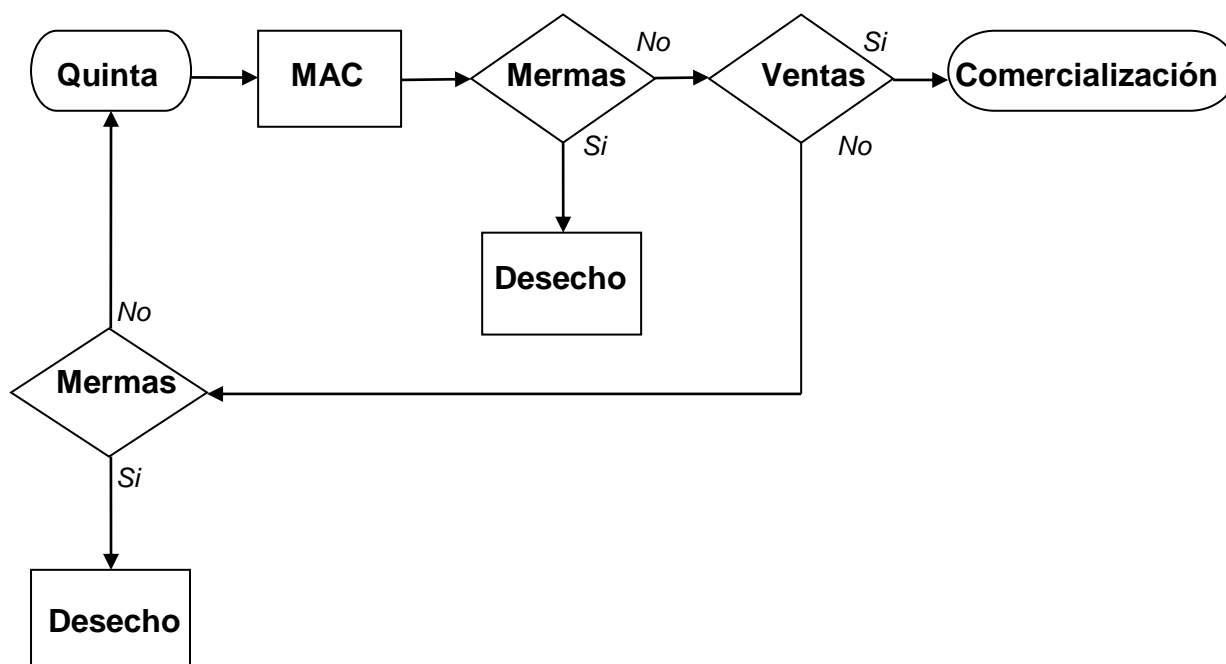 Quinta
MAC
Mermas
No
Si
Ventas
Si
No
Comercialización
Desecho
No
Mermas
Si
Desecho